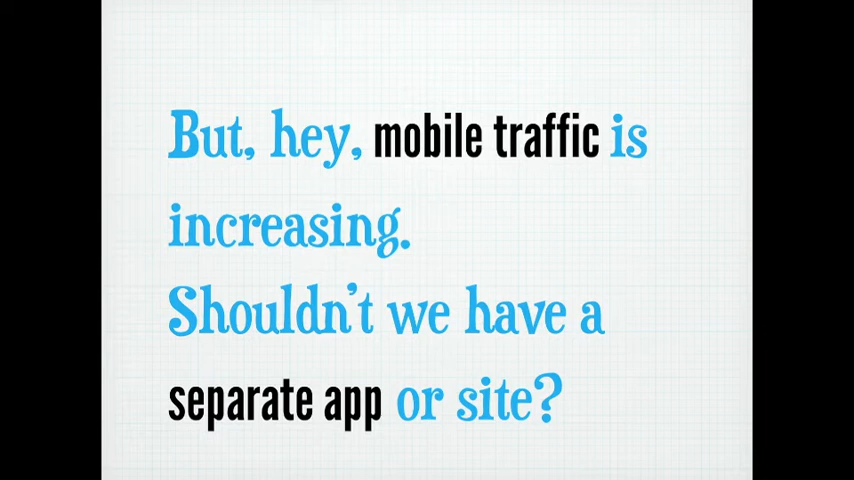 But, hey, mobile traffic is
increasing.
Shouldn't we have a
separate app or site?